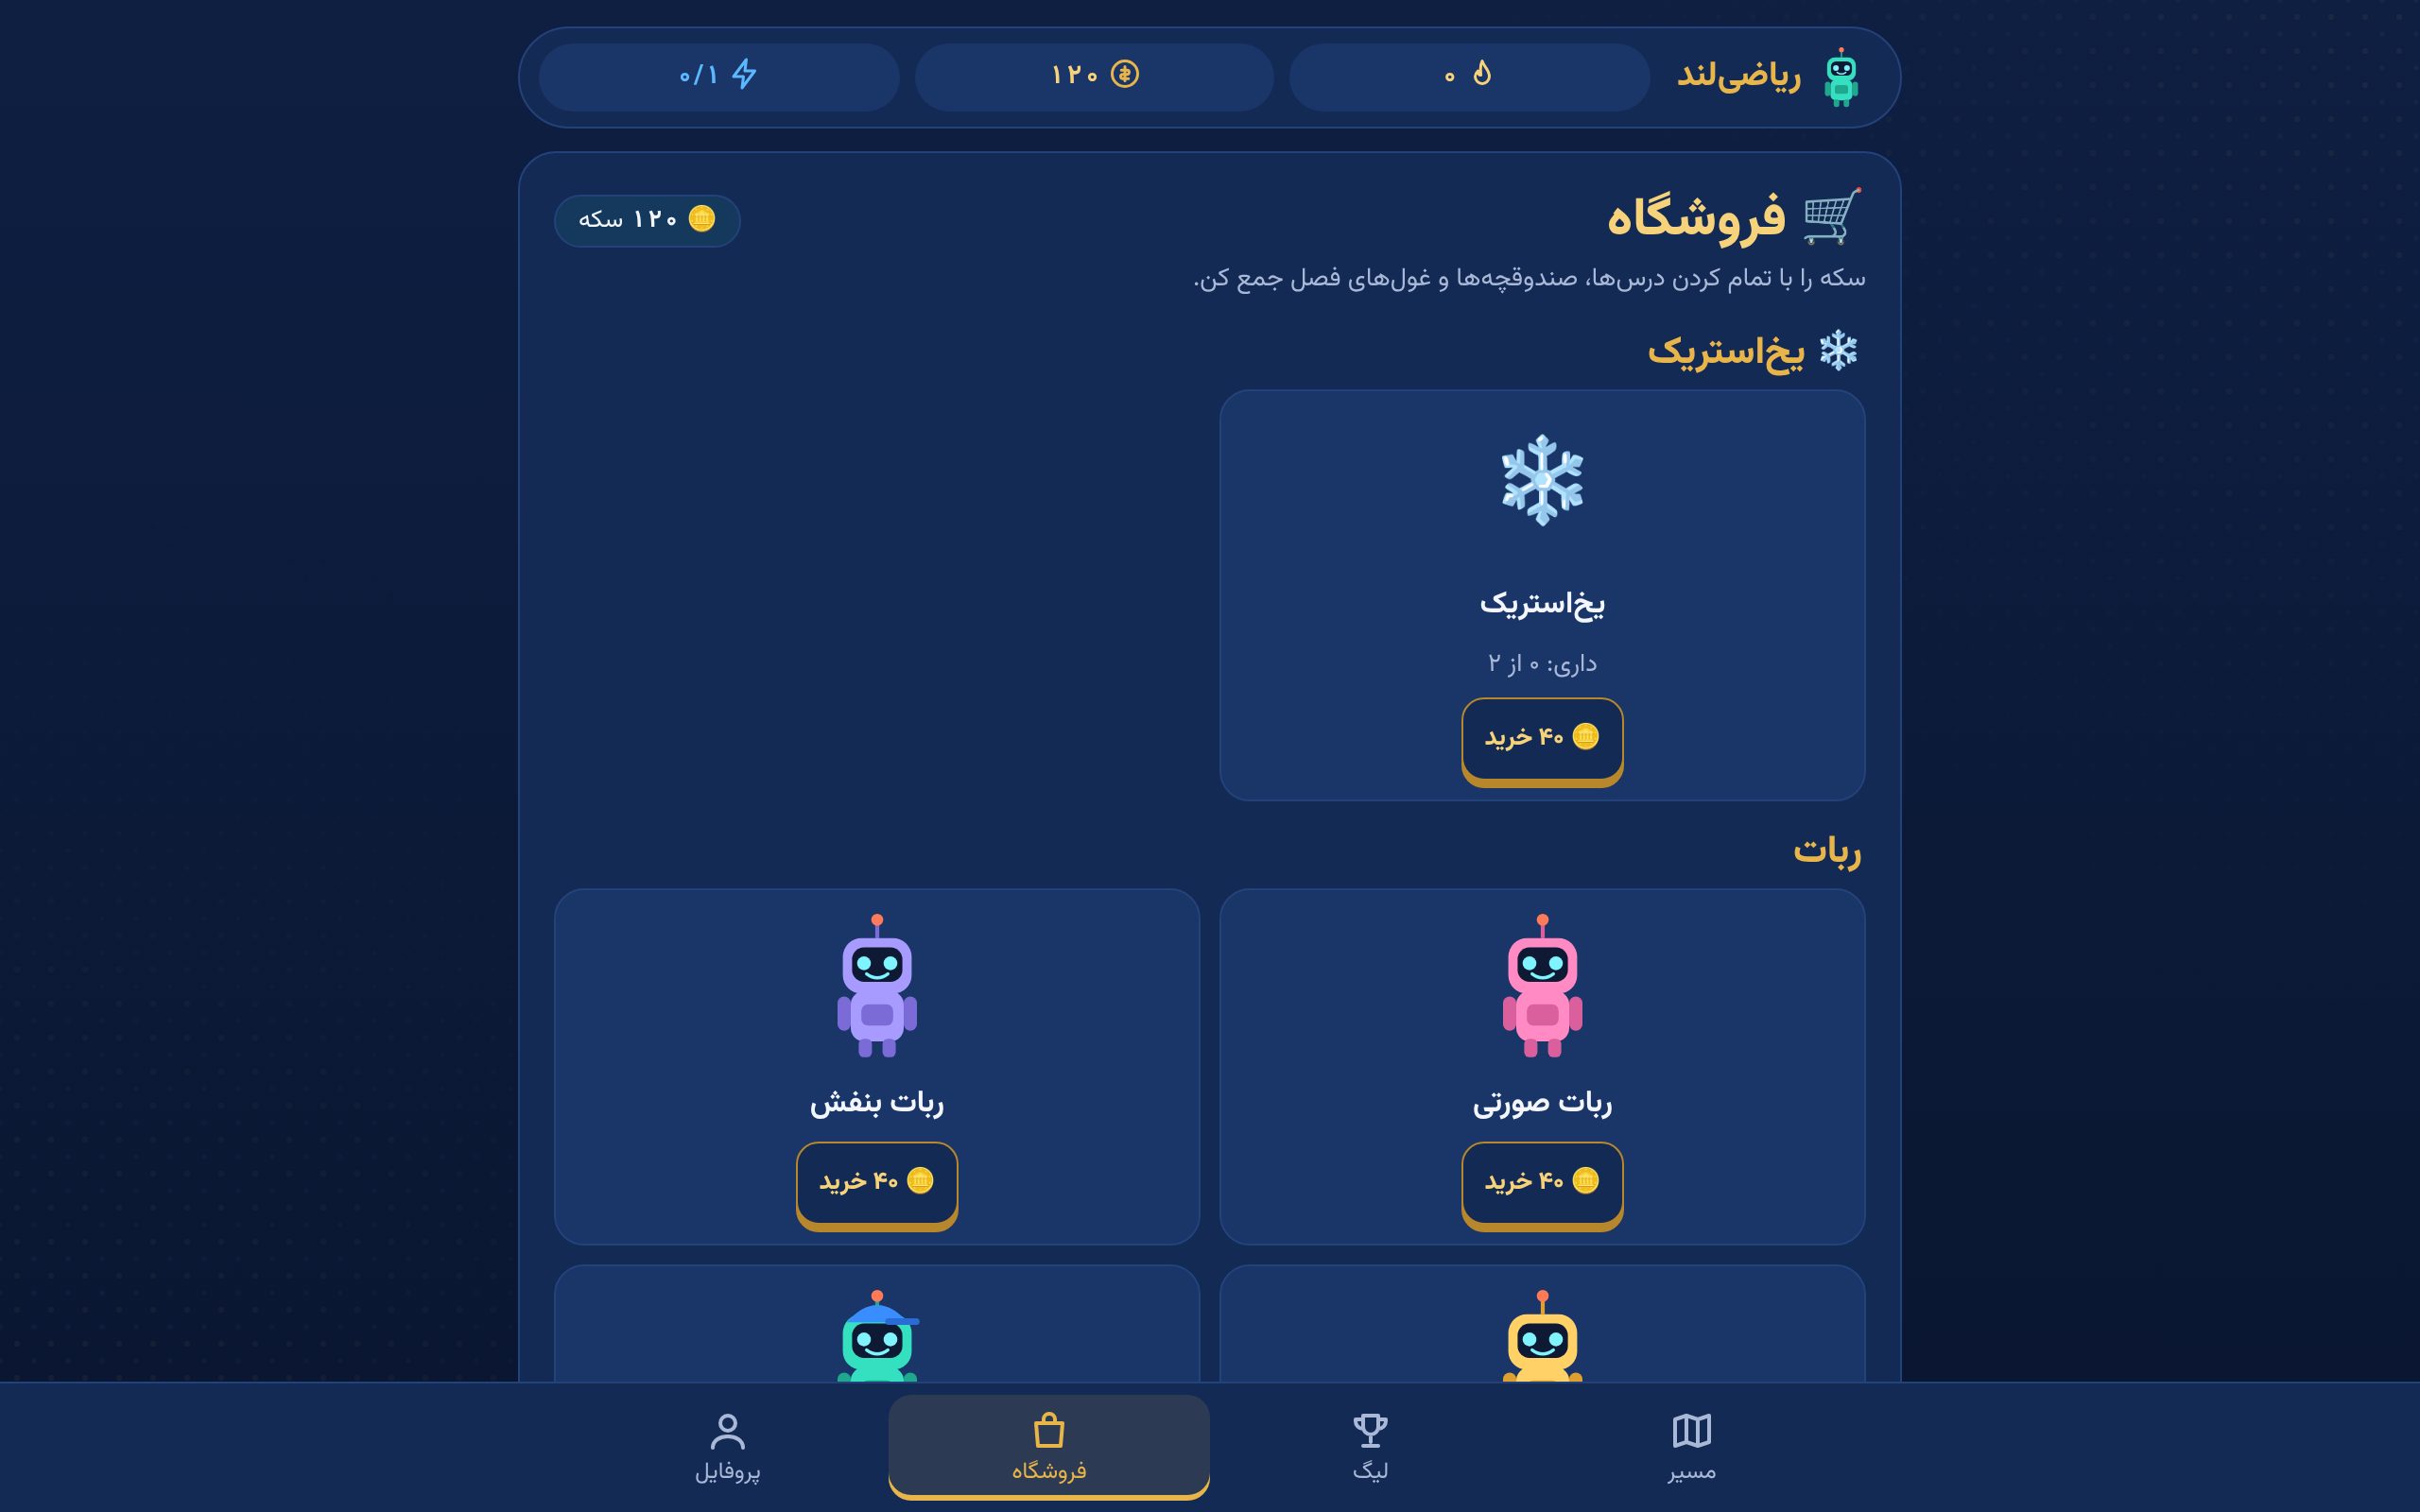 ریاضی‌لند
۰
۱۲۰
۰/۱
فروشگاه
۱۲۰ سکه
سکه را با تمام کردن درس‌ها، صندوقچه‌ها و غول‌های فصل جمع کن.
یخ‌استریک
یخ‌استریک
داری: ۰ از ۲
۴۰ خرید
ربات
ربات صورتی
ربات بنفش
۴۰ خرید
۴۰ خرید
مسیر
لیگ
فروشگاه
پروفایل